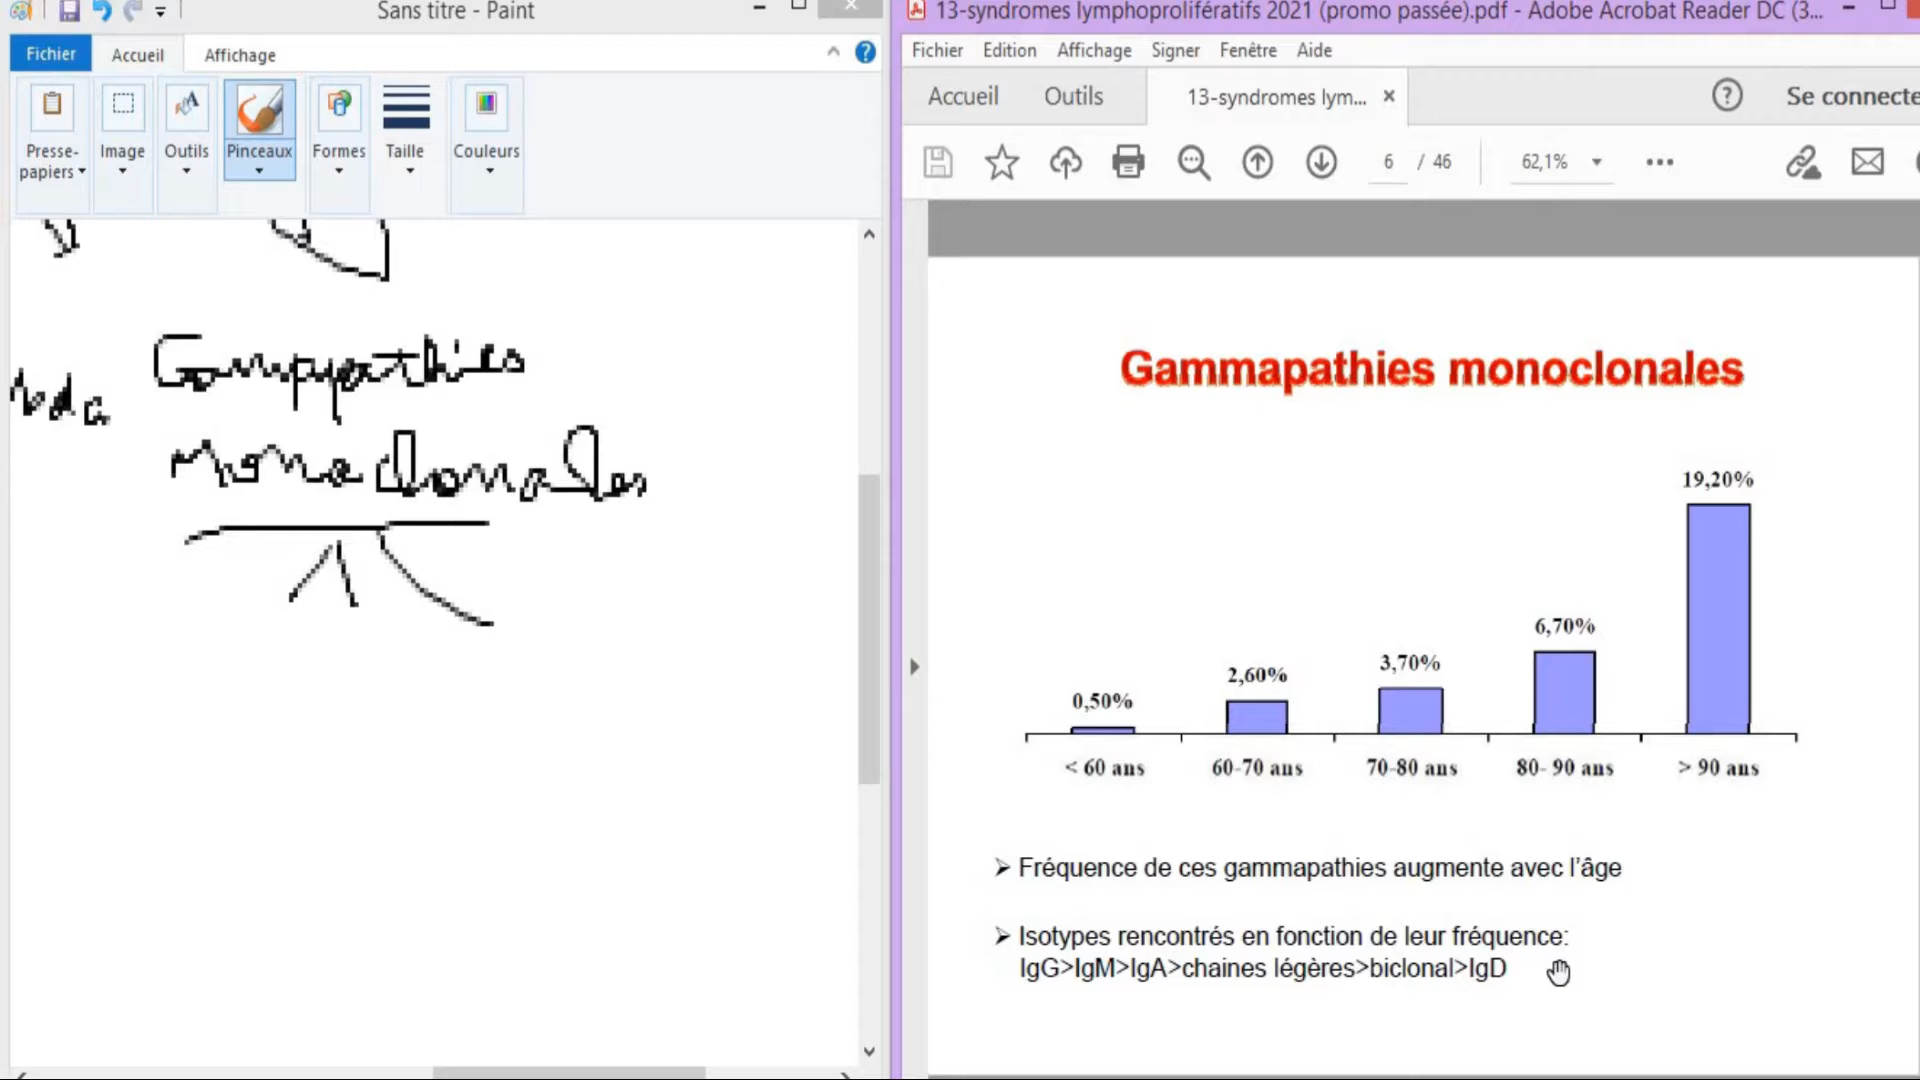 Sans titre - Paint
Fichier
Accueil
Affichage
Presse-
papiers
Image
Outils
Pinceaux
Formes
Taille
Couleurs
Monoclonales
13-syndromes lymphoprolifératifs 2021 (promo passée).pdf - Adobe Acrobat Reader DC (3...
Fichier Edition Affichage Signer Fenêtre Aide
Accueil
Outils
13-syndromes lym...
Se connecte
6 / 46
62,1%
Gammapathies monoclonales
19,20%
6,70%
3,70%
2,60%
0,50%
< 60 ans 60-70 ans 70-80 ans 80- 90 ans > 90 ans
➢ Fréquence de ces gammapathies augmente avec l'âge
➢ Isotypes rencontrés en fonction de leur fréquence:
IgG>IgM>IgA>chaines légères>biclonal>IgD